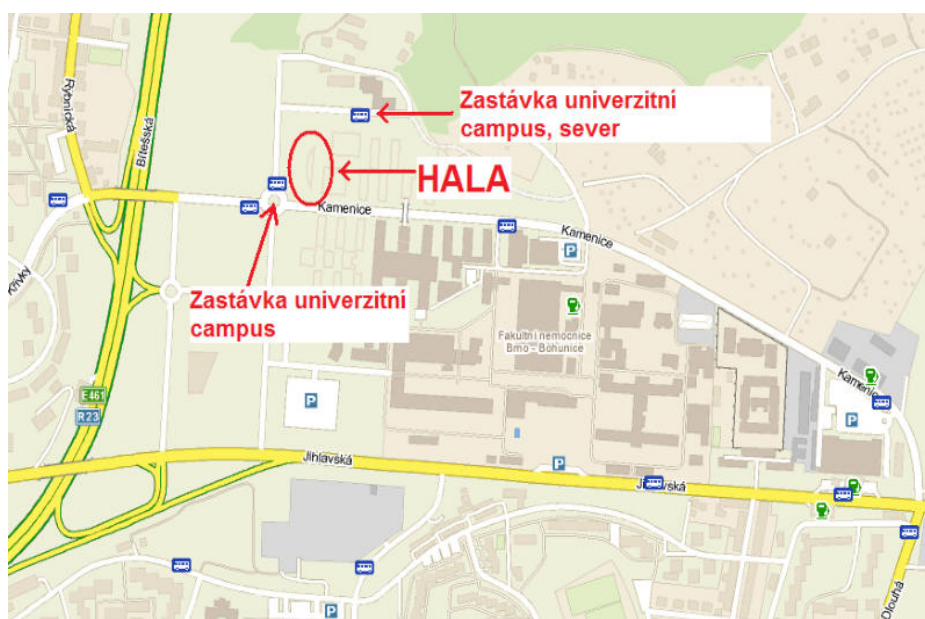 Rybnická
Bítešská
Zastávka univerzitní
campus, sever
HALA
Kamenice
Kamenice
Křivky
Zastávka univerzitní
campus
P
Fakultní nemocnice
Brno - Bohunice
E461
R23
P
Kamenice
P
Jihlavská
P
Jihlavská
P
Dlouhá